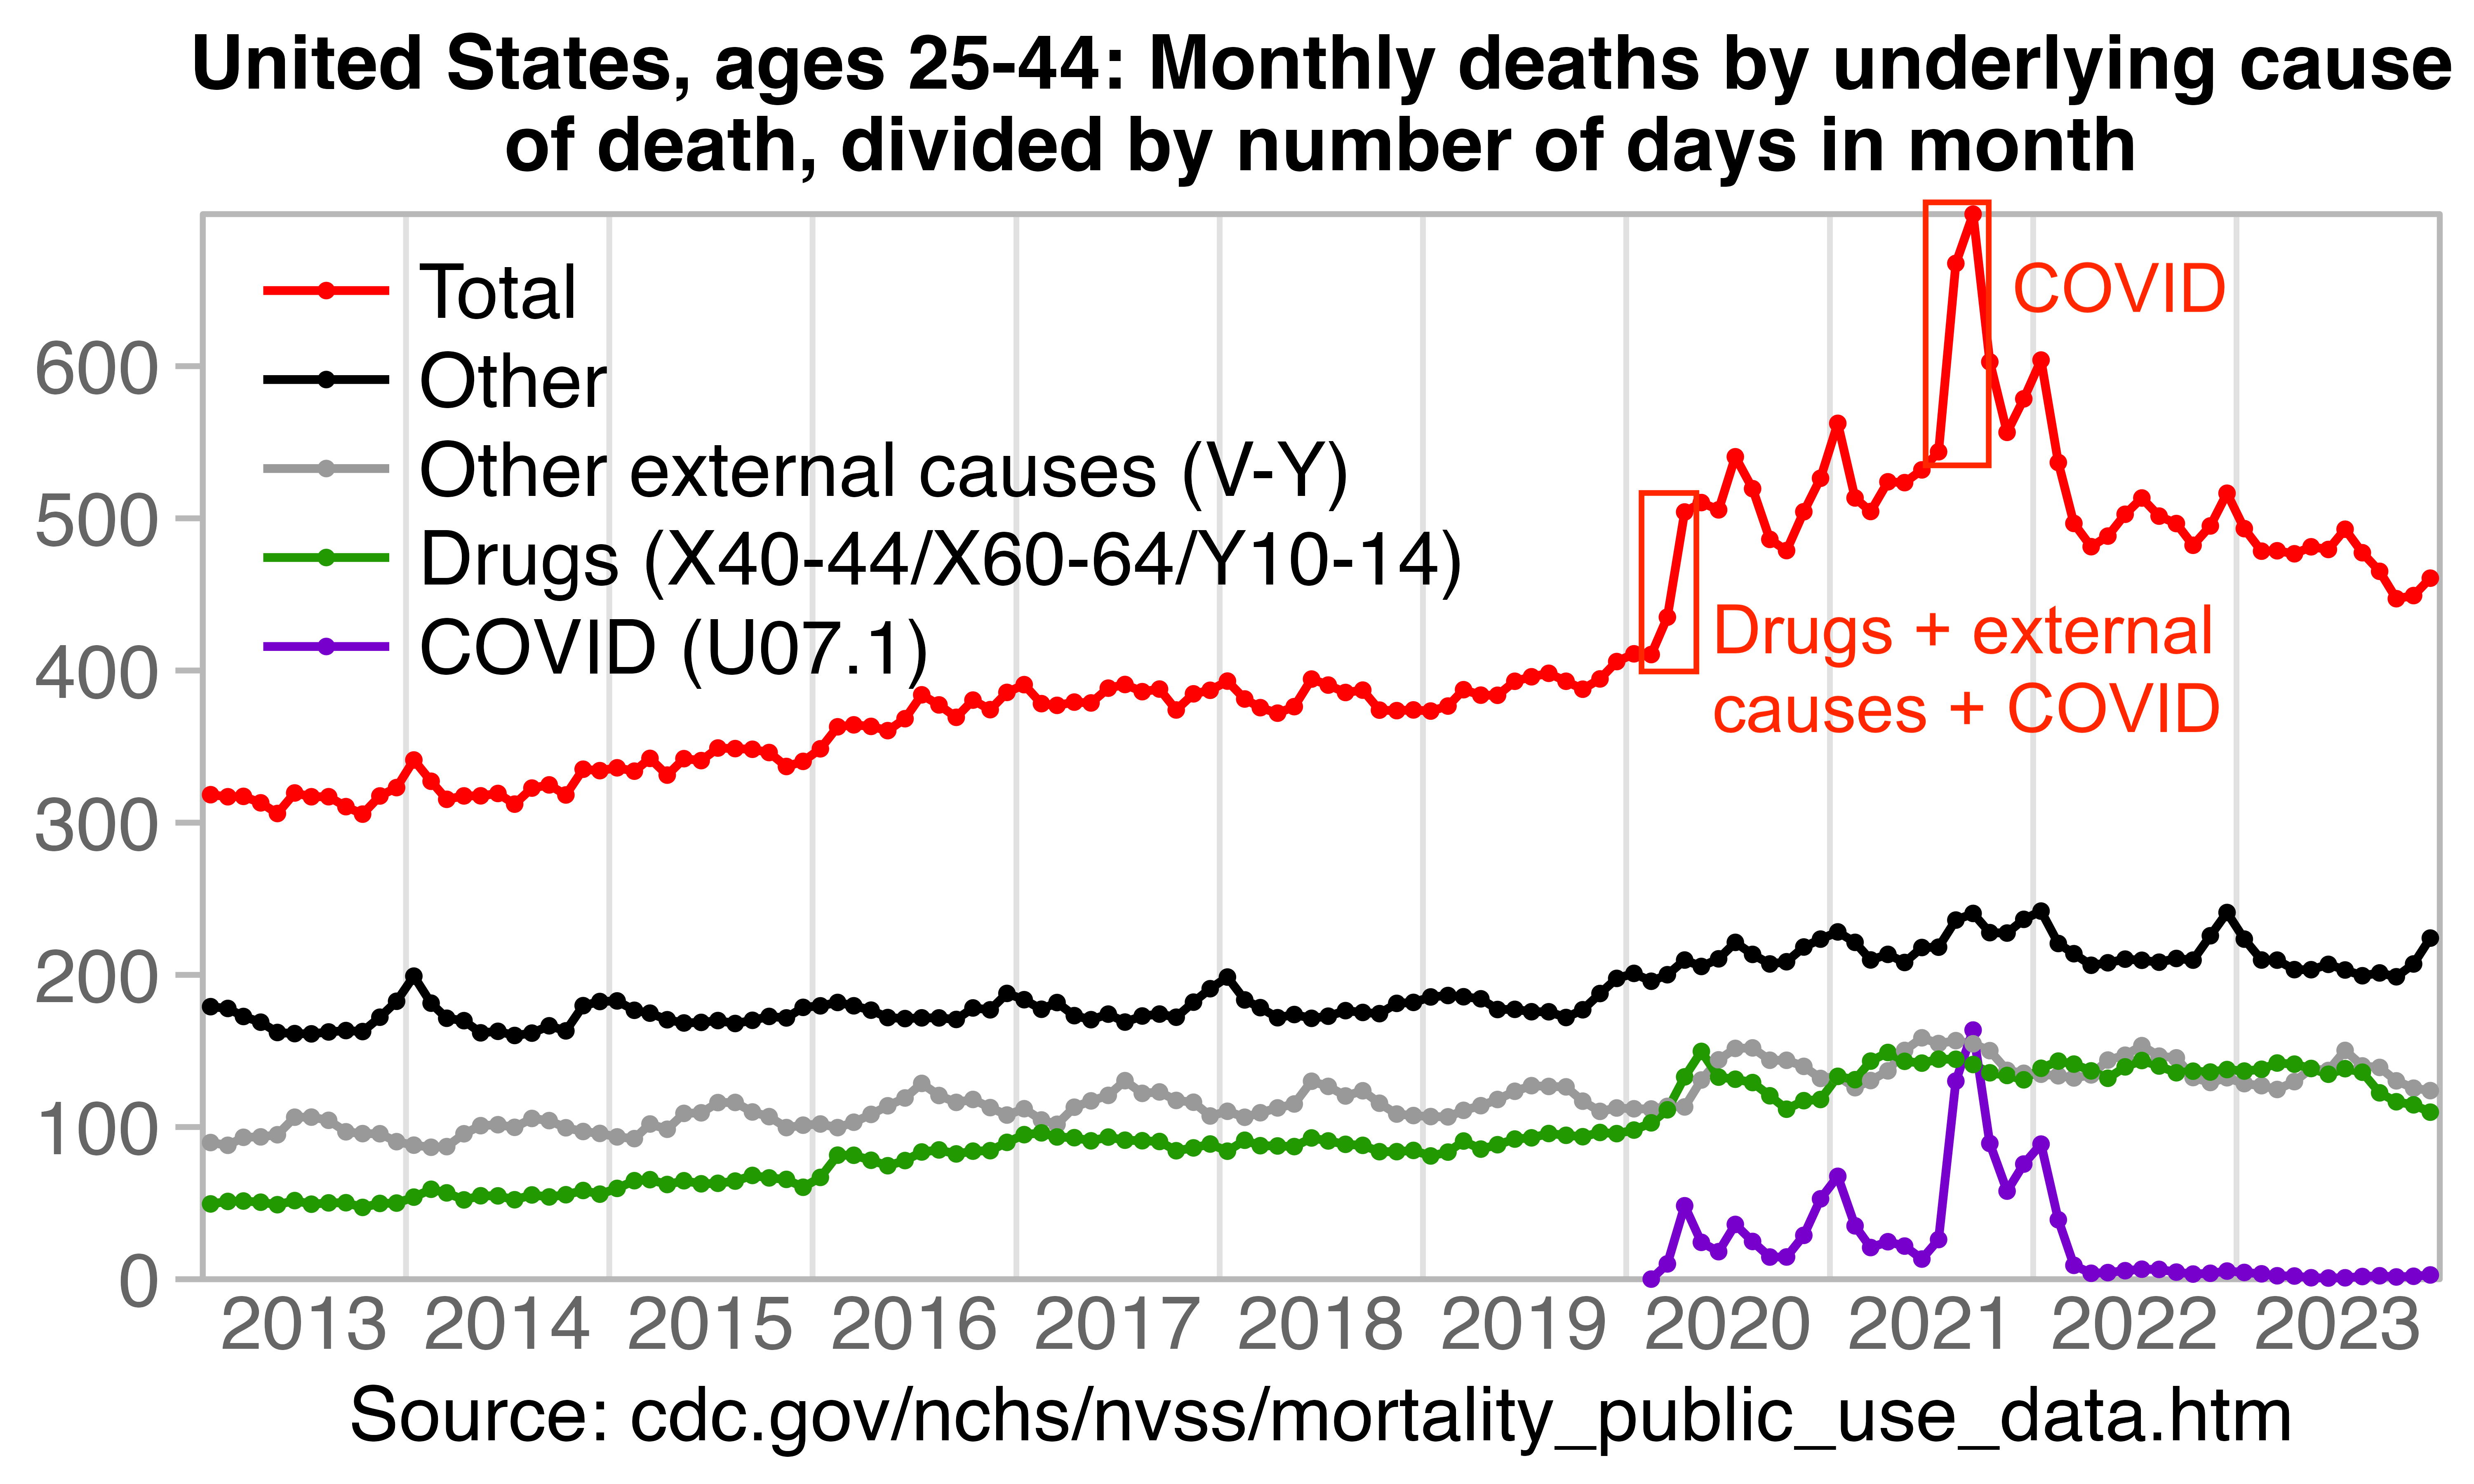 United States, ages 25-44: Monthly deaths by underlying cause
of death, divided by number of days in month
Total
Other
Other external causes (V-Y)
Drugs (X40-44/X60-64/Y10-14)
COVID (U07.1)
COVID
Drugs + external
causes + COVID
600
500
400
300
200
100
0
2013 2014 2015 2016 2017 2018 2019 2020 2021 2022 2023
Source: cdc.gov/nchs/nvss/mortality_public_use_data.htm